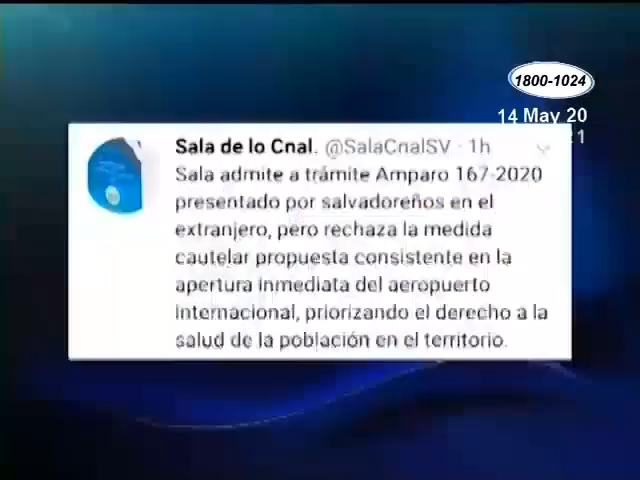 1800-1024
14 May 20
Sala de lo Cnal. @SalaCnalSV · 1h
Sala admite a trámite Amparo 167-2020
presentado por salvadoreños en el
extranjero, pero rechaza la medida
cautelar propuesta consistente en la
apertura inmediata del aeropuerto
internacional, priorizando el derecho a la
salud de la población en el territorio.